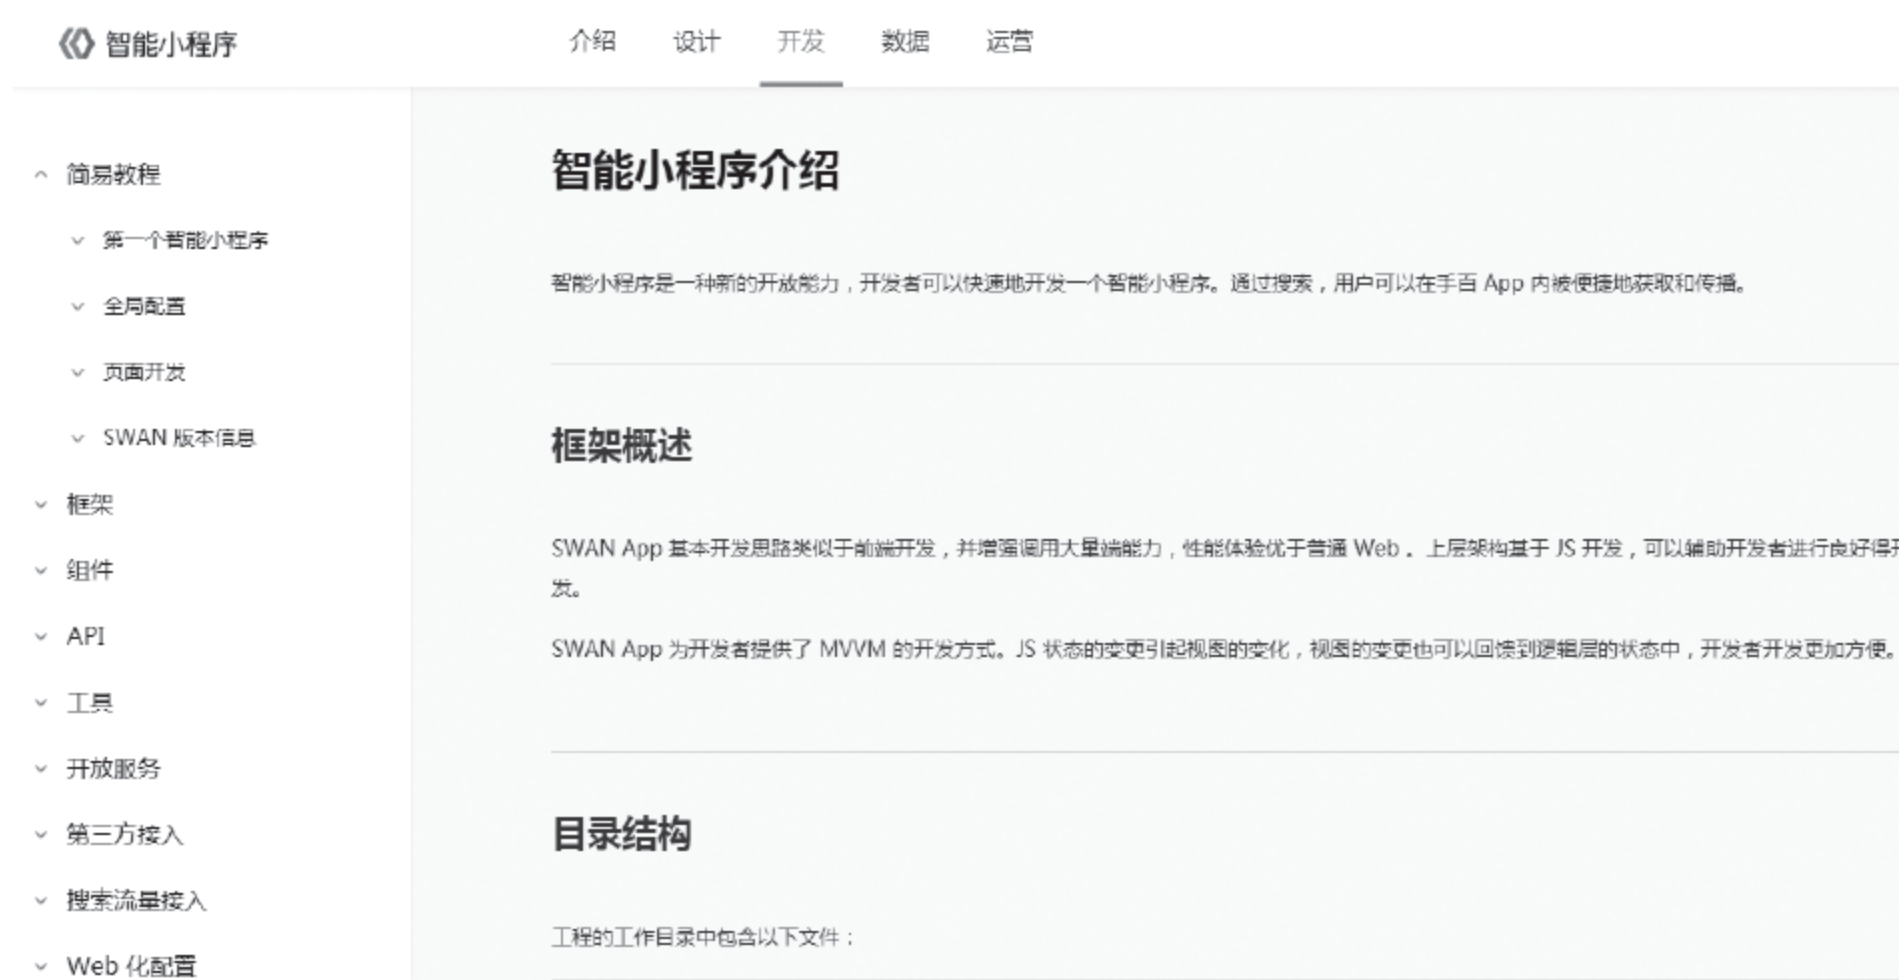 智能小程序
介绍 设计 开发 数据 运营
简易教程
第一个智能小程序
全局配置
页面开发
SWAN 版本信息
框架
组件
API
工具
开放服务
第三方接入
搜索流量接入
Web 化配置
智能小程序介绍
智能小程序是一种新的开放能力，开发者可以快速地开发一个智能小程序。通过搜索，用户可以在手百 App 内被便捷地获取和传播。
框架概述
SWAN App 基本开发思路类似于前端开发，并增强调用大量端能力，性能体验优于普通 Web 。上层架构基于 JS 开发，可以辅助开发者进行良好得
发。
SWAN App 为开发者提供了 MVVM 的开发方式。JS 状态的变更引起视图的变化，视图的变更也可以回馈到逻辑层的状态中，开发者开发更加方便。
目录结构
工程的工作目录中包含以下文件：